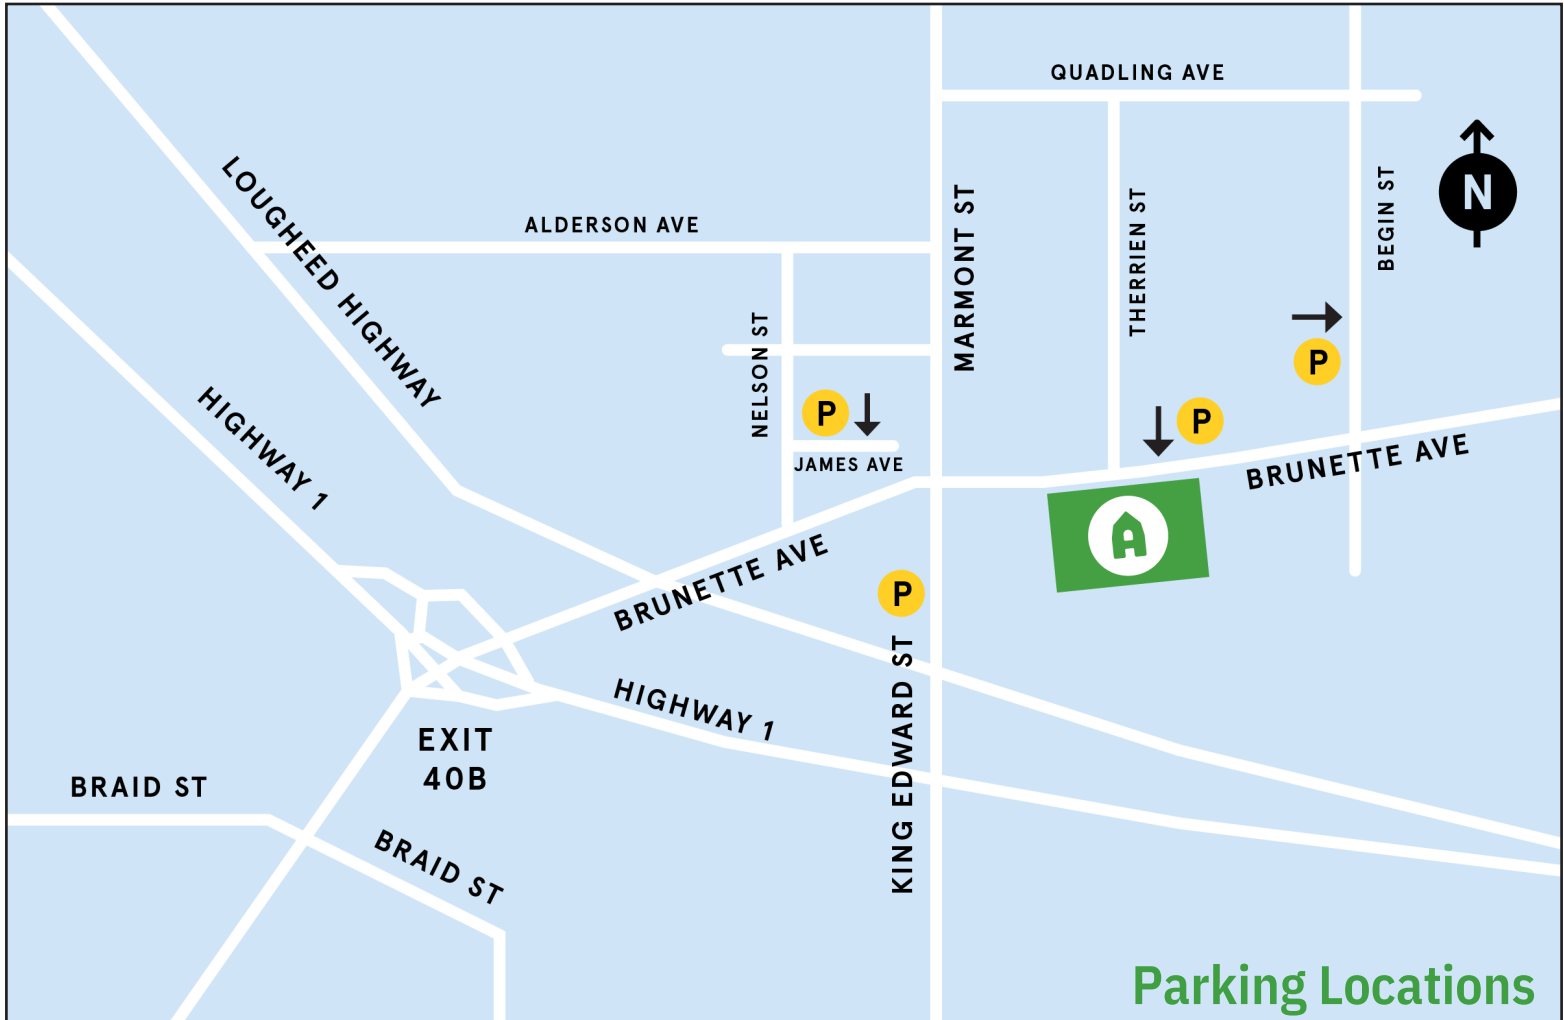 QUADLING AVE
N
LOUGHEED HIGHWAY
ALDERSON AVE
MARMONT ST
THERRIEN ST
BEGIN ST
NELSON ST
P
HIGHWAY 1
P
P
JAMES AVE
BRUNETTE AVE
BRUNETTE AVE
P
KING EDWARD ST
HIGHWAY 1
EXIT
40B
BRAID ST
BRAID ST
Parking Locations